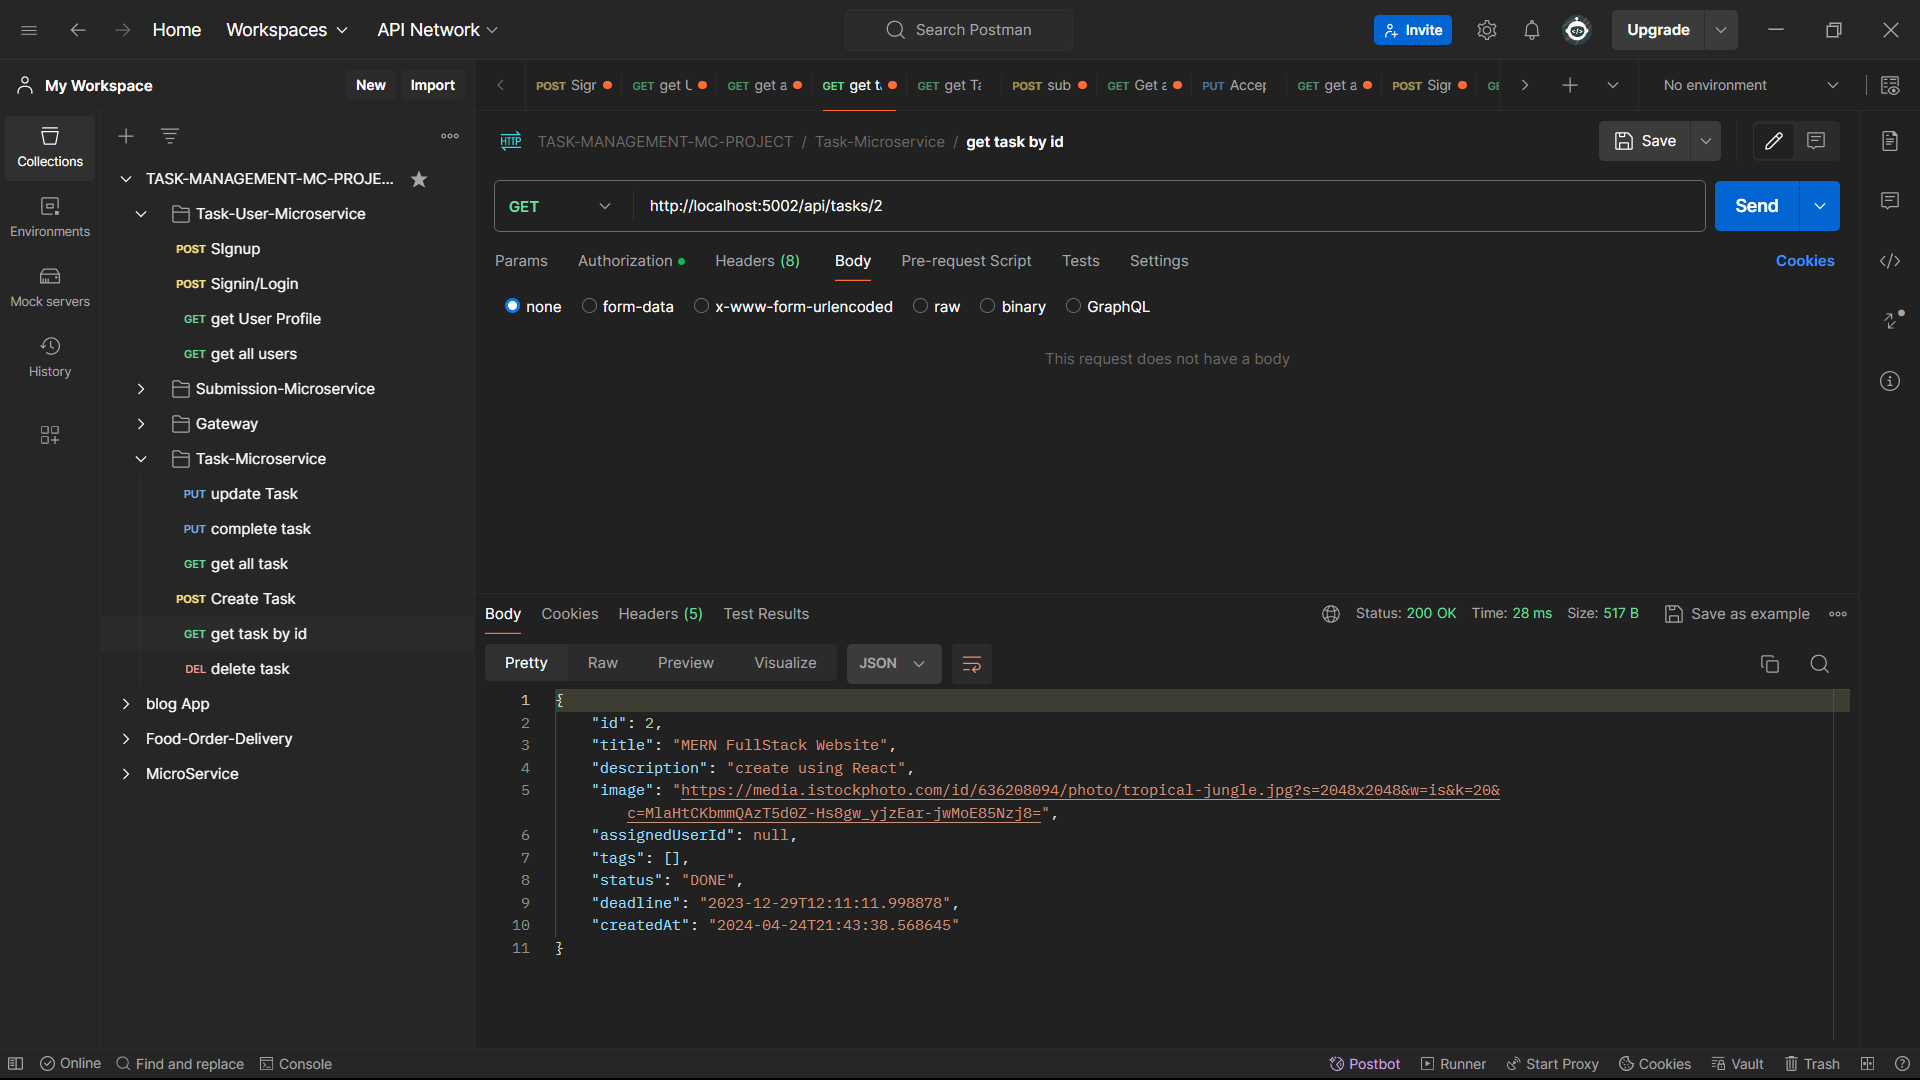 Home Workspaces API Network Search Postman Invite Upgrade
My Workspace New Import
POST Sigr GET get U GET get a GET get t. GET get Ta POST sub GET Get a PUT Accep GET get a POST Sigr GE No environment
TASK-MANAGEMENT-MC-PROJECT / Task-Microservice / get task by id Save
GET http://localhost:5002/api/tasks/2 Send
Params Authorization Headers (8) Body Pre-request Script Tests Settings Cookies
none form-data x-www-form-urlencoded raw binary GraphQL
This request does not have a body
Collections
Environments
Mock servers
History
TASK-MANAGEMENT-MC-PROJE...
Task-User-Microservice
POST SIgnup
POST Signin/Login
GET get User Profile
GET get all users
Submission-Microservice
Gateway
Task-Microservice
PUT update Task
PUT complete task
GET get all task
POST Create Task
GET get task by id
DEL delete task
blog App
Food-Order-Delivery
MicroService
Body Cookies Headers (5) Test Results Status: 200 OK Time: 28 ms Size: 517 B Save as example
Pretty Raw Preview Visualize JSON
1 {
2 "id": 2,
3 "title": "MERN FullStack Website",
4 "description": "create using React",
5 "image": "https://media.istockphoto.com/id/636208094/photo/tropical-jungle.jpg?s=2048x2048&w=is&k=20&
c=MlaHtCKbmmQAzT5d0Z-Hs8gw_yjzEar-jwMoE85Nzj8=",
6 "assignedUserId": null,
7 "tags": [],
8 "status": "DONE",
9 "deadline": "2023-12-29T12:11:11.998878",
10 "createdAt": "2024-04-24T21:43:38.568645"
11 }
Online Find and replace Console Postbot Runner Start Proxy Cookies Vault Trash